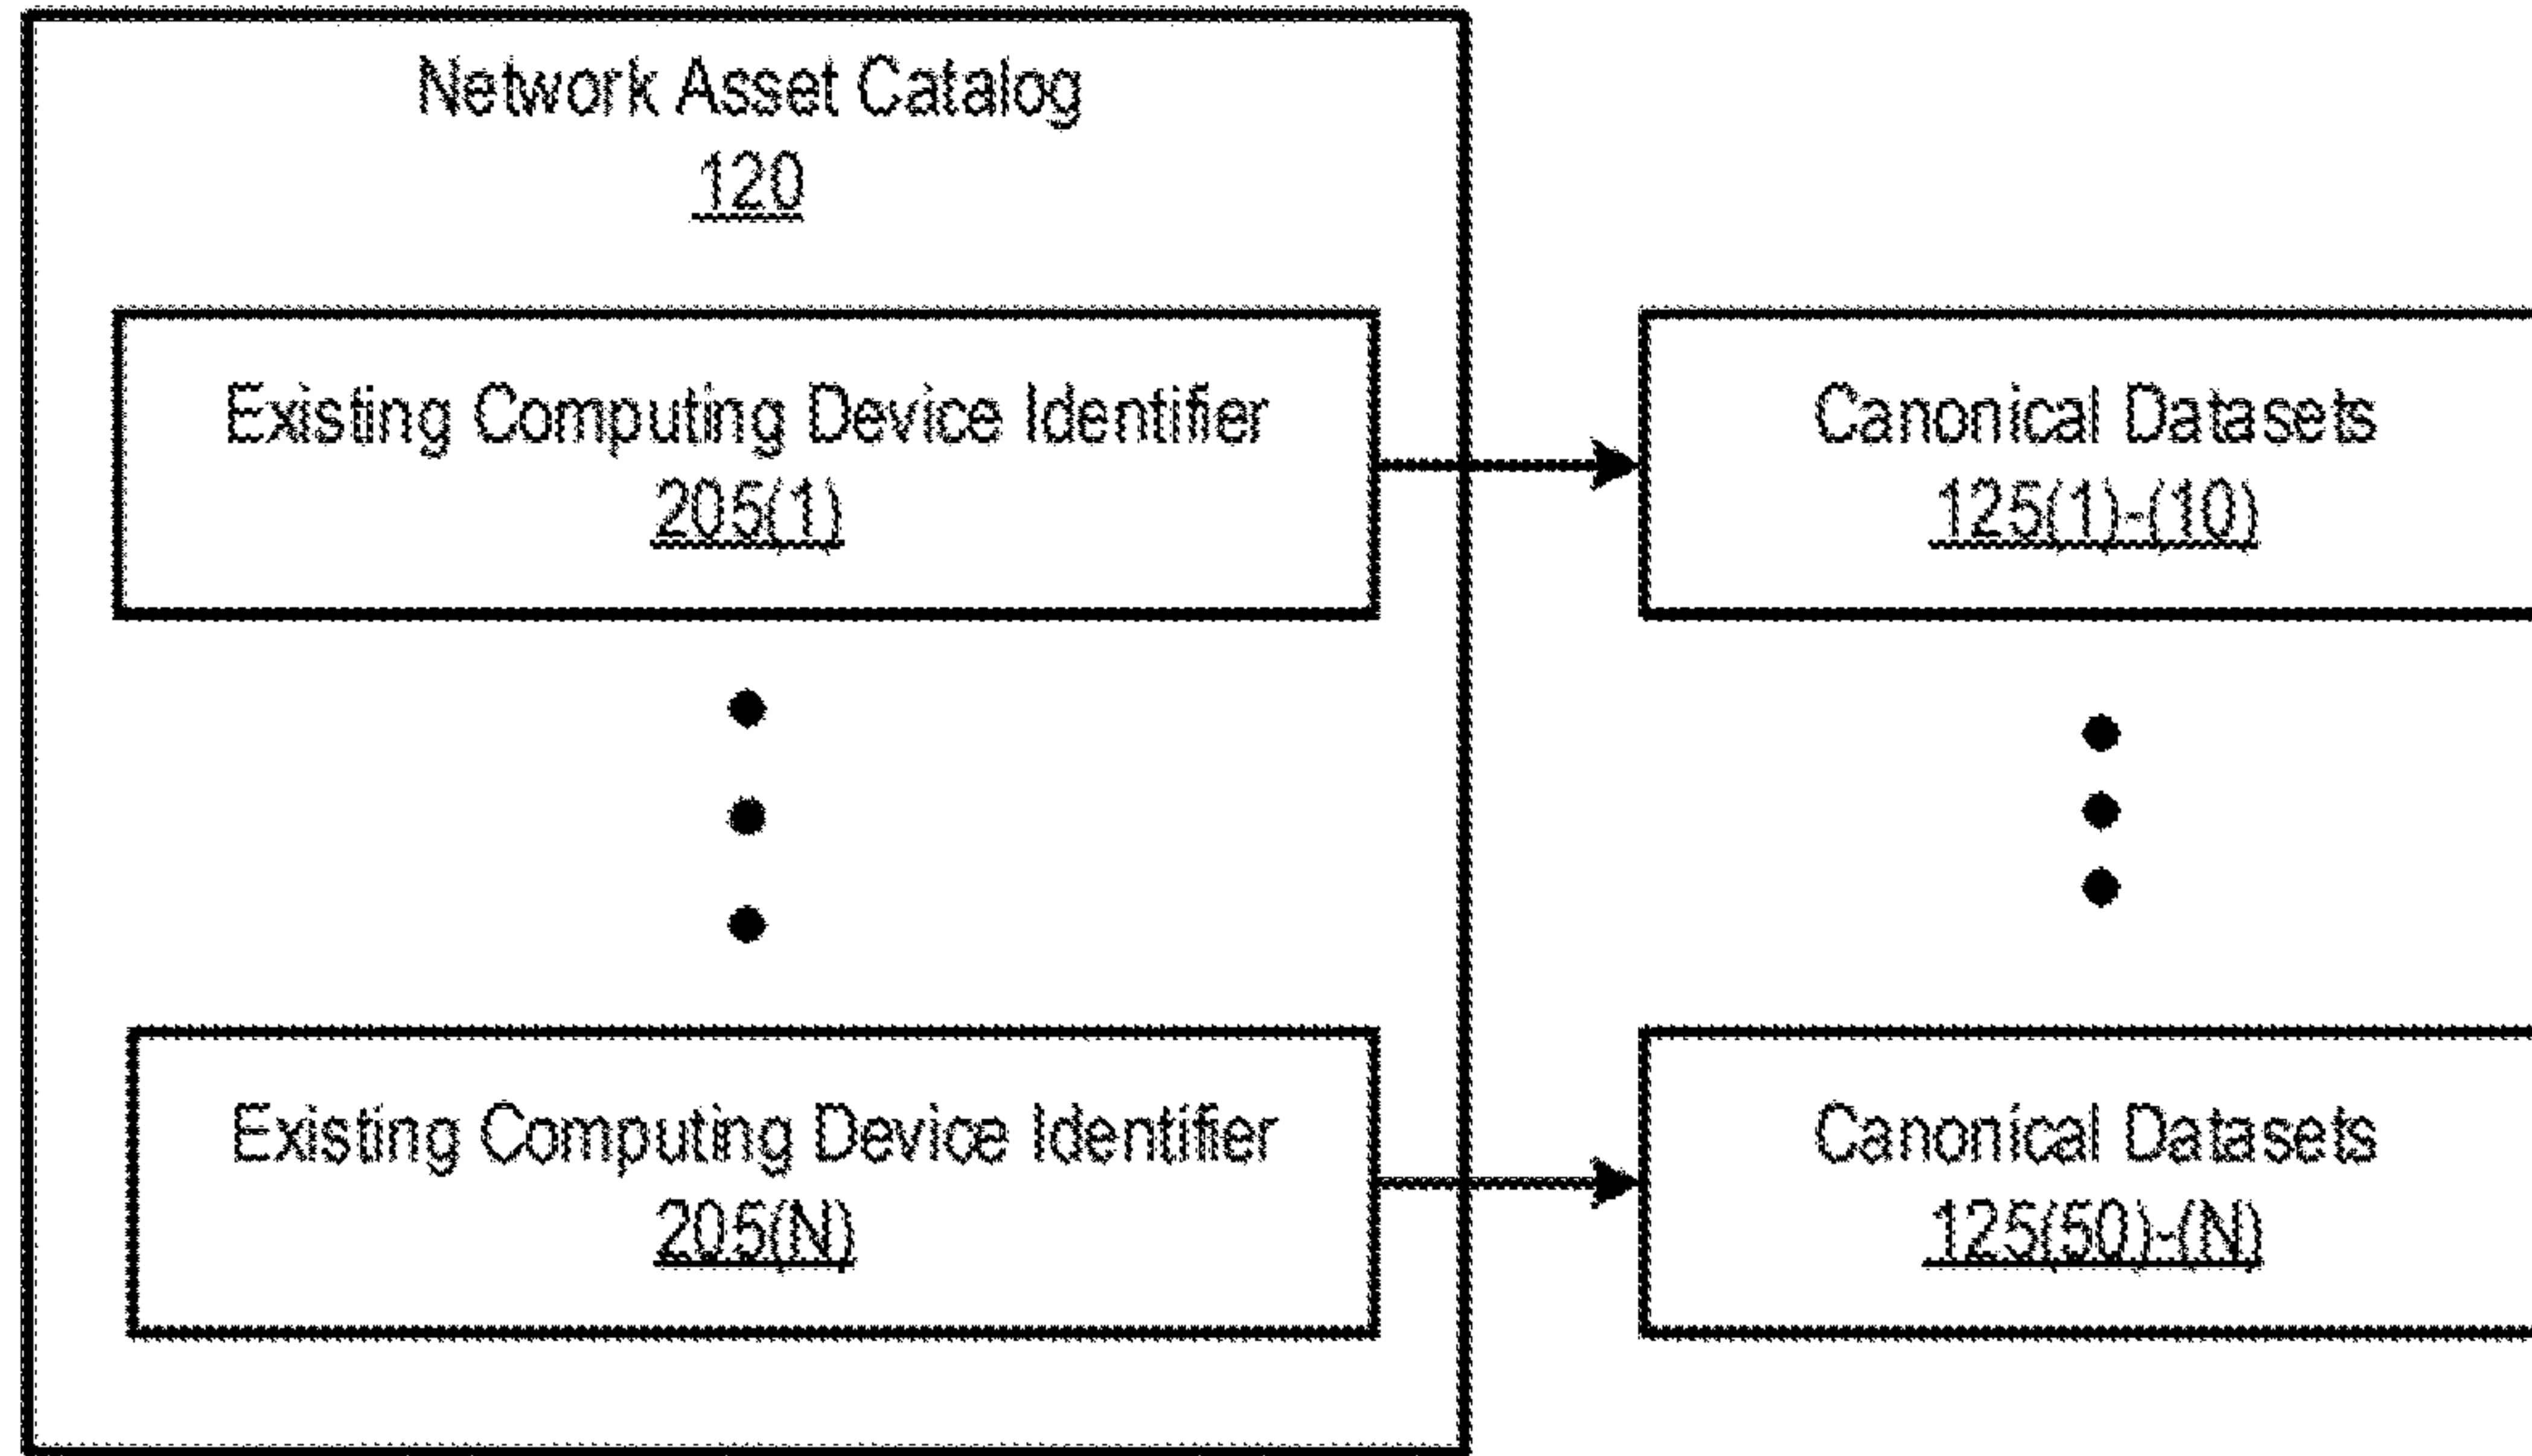 Network Asset Catalog
120
Existing Computing Device Identifier
205(1)
Canonical Datasets
125(1)-(10)
Existing Computing Device Identifier
205(N)
Canonical Datasets
125(50)-(N)